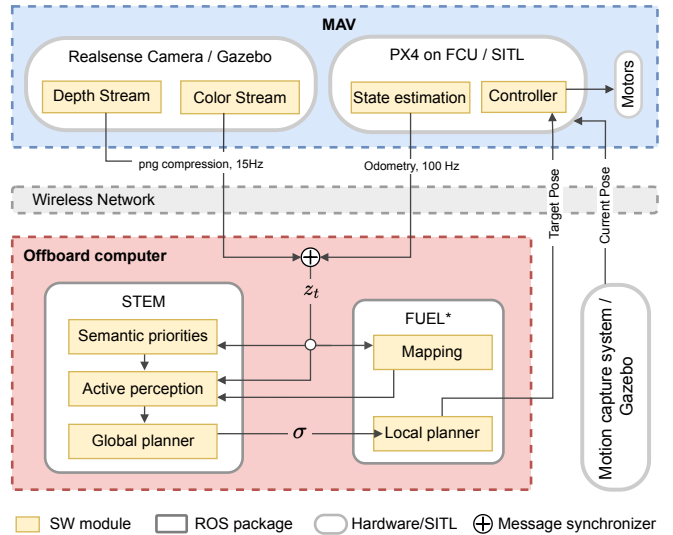 MAV
Realsense Camera / Gazebo
PX4 on FCU / SITL
Depth Stream
Color Stream
State estimation
Controller
Motors
png compression, 15Hz
Odometry, 100 Hz
Target Pose
Current Pose
Wireless Network
Offboard computer
z_t
STEM
FUEL*
Semantic priorities
Mapping
Active perception
Global planner
σ
Local planner
Motion capture system /
Gazebo
SW module
ROS package
Hardware/SITL
Message synchronizer